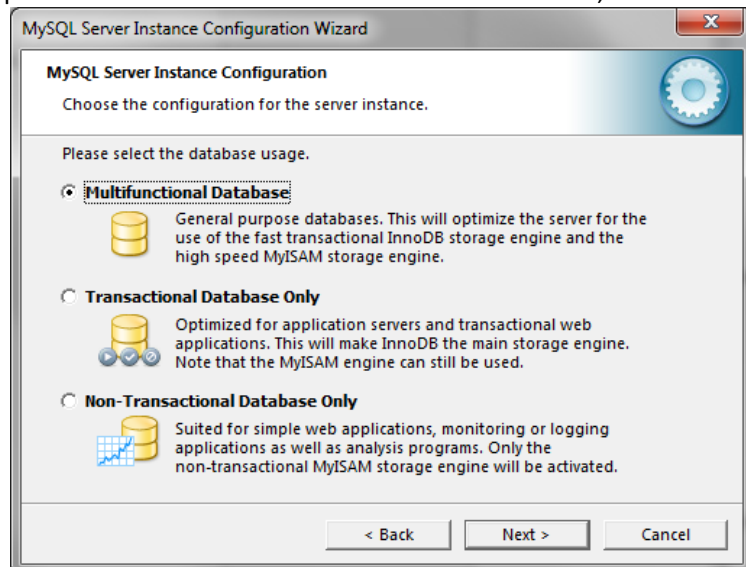 MySQL Server Instance Configuration Wizard
MySQL Server Instance Configuration
Choose the configuration for the server instance.
Please select the database usage.
Multifunctional Database
General purpose databases. This will optimize the server for the
use of the fast transactional InnoDB storage engine and the
high speed MyISAM storage engine.
Transactional Database Only
Optimized for application servers and transactional web
applications. This will make InnoDB the main storage engine.
Note that the MyISAM engine can still be used.
Non-Transactional Database Only
Suited for simple web applications, monitoring or logging
applications as well as analysis programs. Only the
non-transactional MyISAM storage engine will be activated.
< Back Next > Cancel